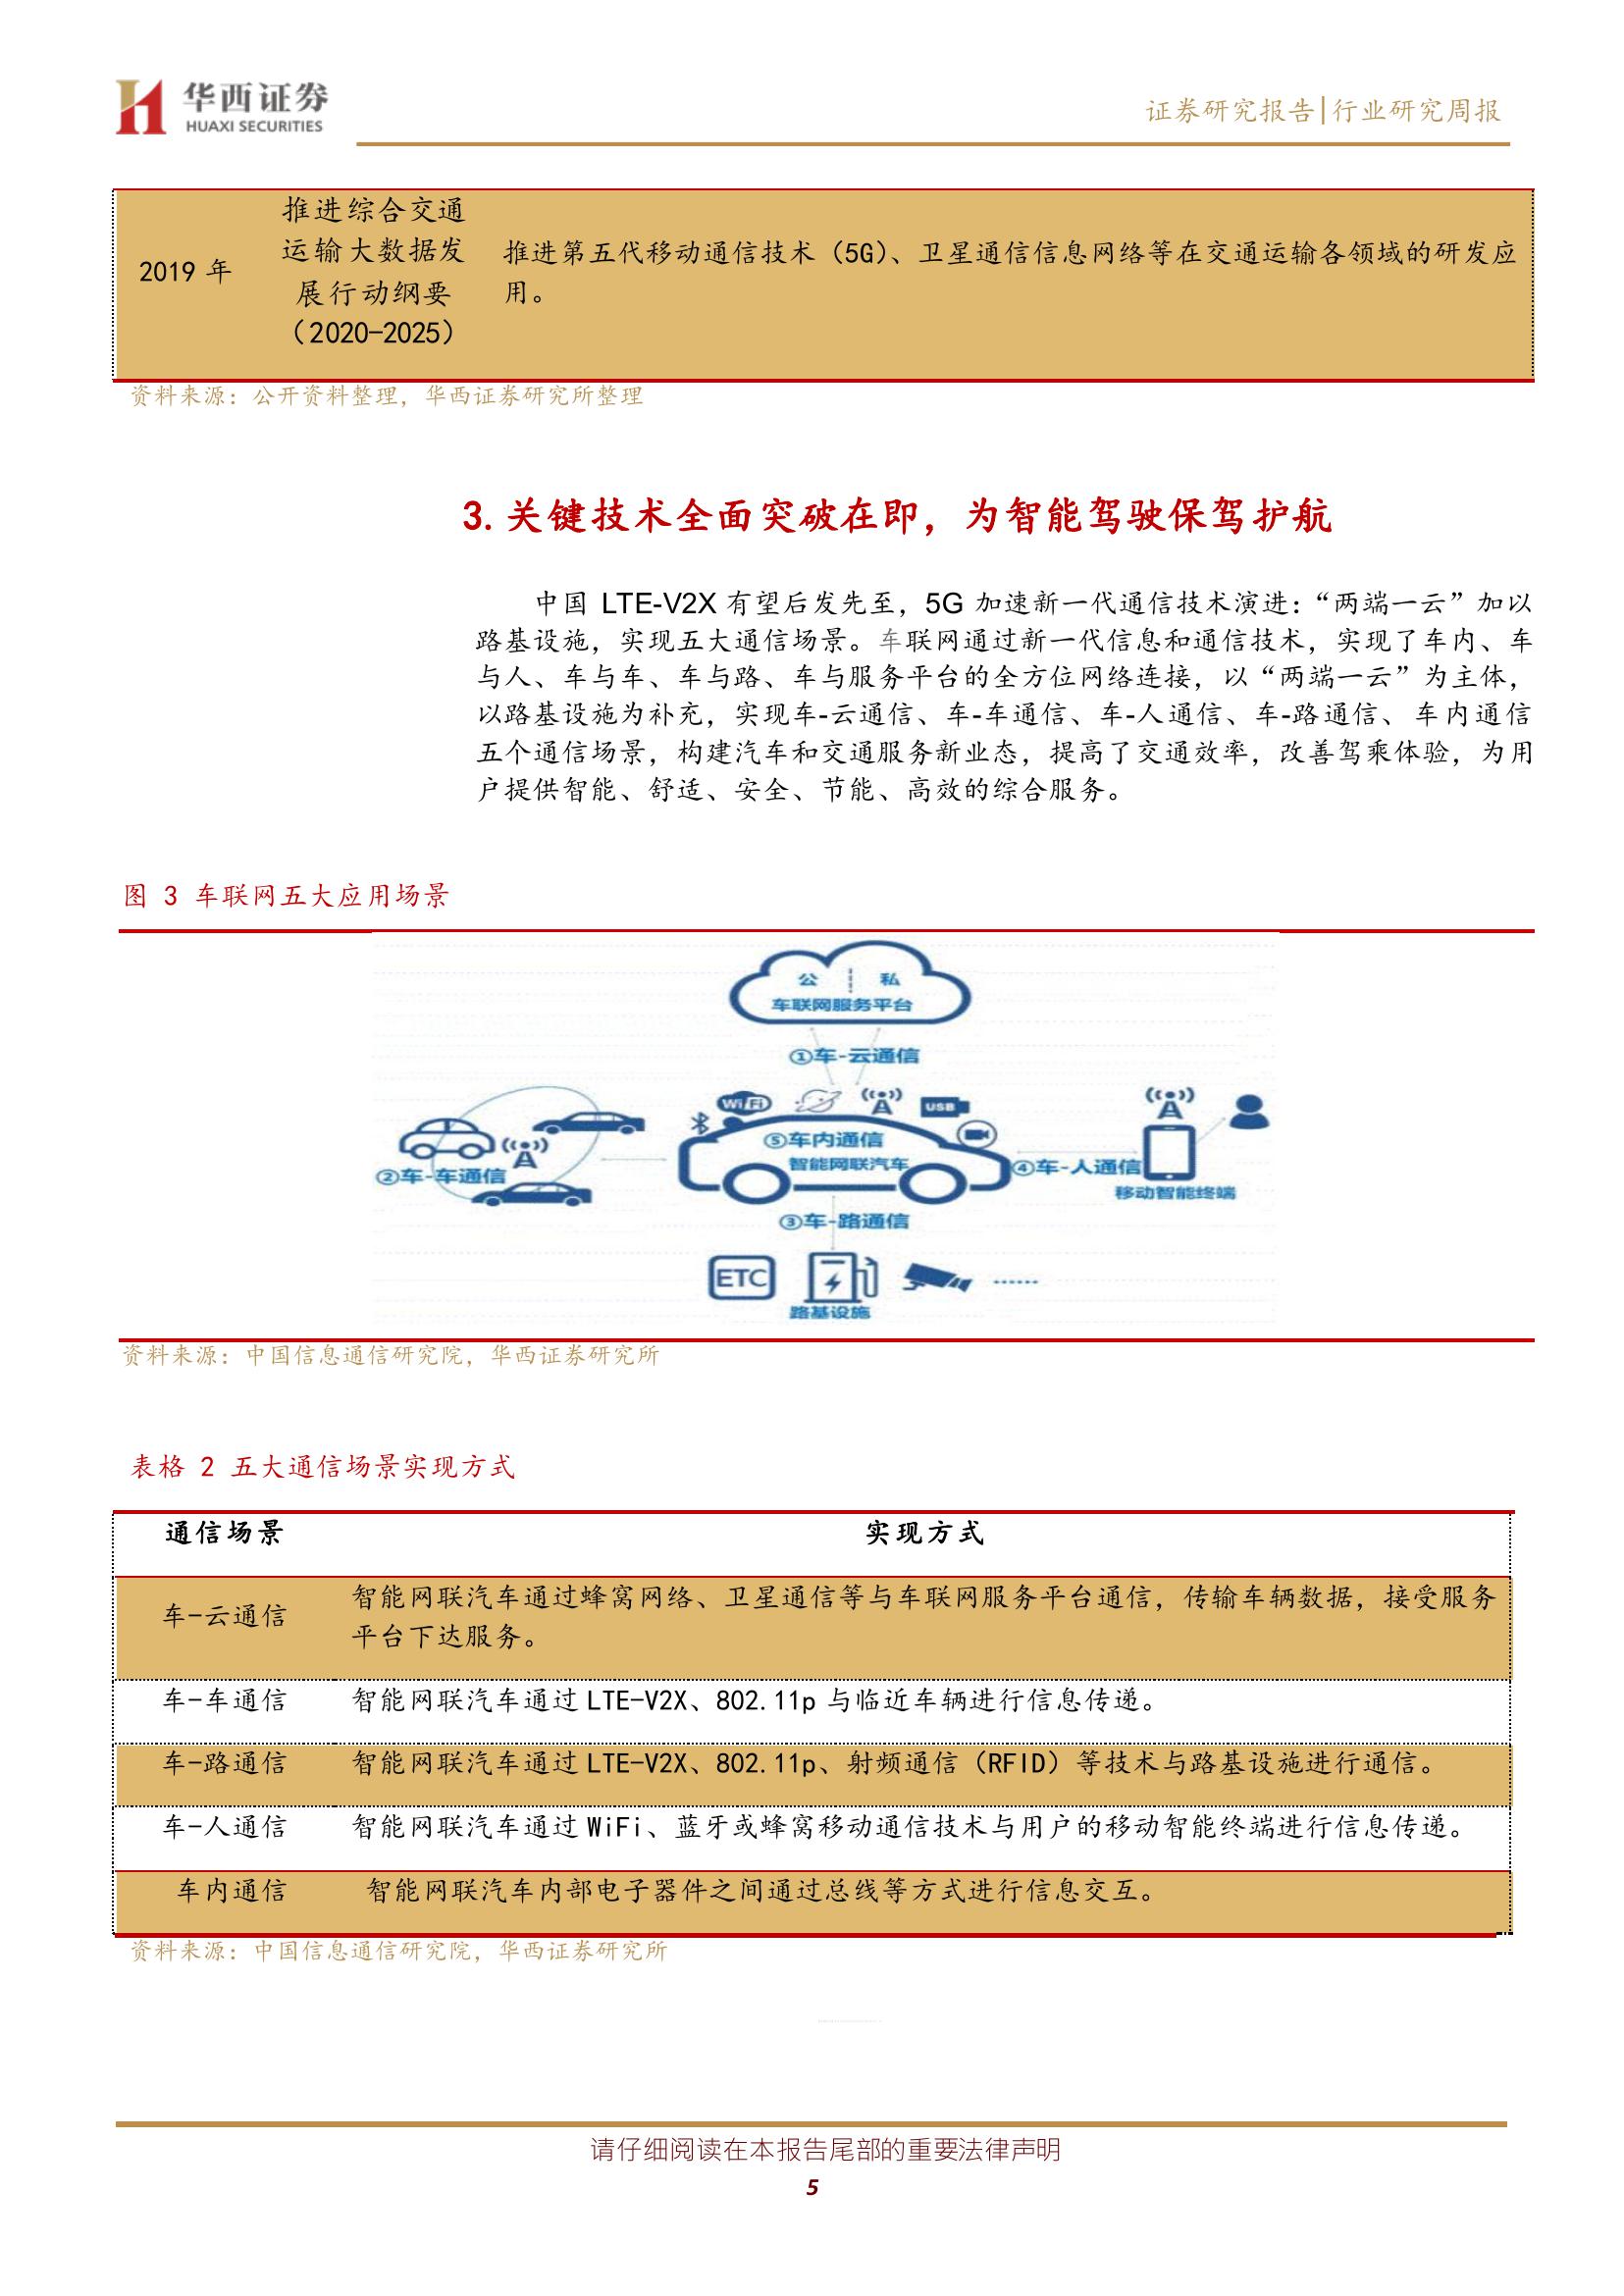 华西证券
HUAXI SECURITIES
证券研究报告|行业研究周报
2019 年
推进综合交通
运输大数据发
展行动纲要
（2020-2025）
推进第五代移动通信技术（5G）、卫星通信信息网络等在交通运输各领域的研发应
用。
资料来源：公开资料整理，华西证券研究所整理
3. 关键技术全面突破在即，为智能驾驶保驾护航
中国 LTE-V2X 有望后发先至，5G 加速新一代通信技术演进：“两端一云”加以
路基设施，实现五大通信场景。车联网通过新一代信息和通信技术，实现了车内、车
与人、车与车、车与路、车与服务平台的全方位网络连接，以“两端一云”为主体，
以路基设施为补充，实现车-云通信、车-车通信、车-人通信、车-路通信、车内通信
五个通信场景，构建汽车和交通服务新业态，提高了交通效率，改善驾乘体验，为用
户提供智能、舒适、安全、节能、高效的综合服务。
图 3 车联网五大应用场景
公 私
车联网服务平台
①车-云通信
WiFi
USB
⑤车内通信
智能网联汽车
②车-车通信
④车-人通信
移动智能终端
③车-路通信
ETC
······
路基设施
资料来源：中国信息通信研究院，华西证券研究所
表格 2 五大通信场景实现方式
通信场景 实现方式
车-云通信 智能网联汽车通过蜂窝网络、卫星通信等与车联网服务平台通信，传输车辆数据，接受服务
平台下达服务。
车-车通信 智能网联汽车通过 LTE-V2X、802.11p 与临近车辆进行信息传递。
车-路通信 智能网联汽车通过 LTE-V2X、802.11p、射频通信（RFID）等技术与路基设施进行通信。
车-人通信 智能网联汽车通过 WiFi、蓝牙或蜂窝移动通信技术与用户的移动智能终端进行信息传递。
车内通信 智能网联汽车内部电子器件之间通过总线等方式进行信息交互。
资料来源：中国信息通信研究院，华西证券研究所
请仔细阅读在本报告尾部的重要法律声明
5